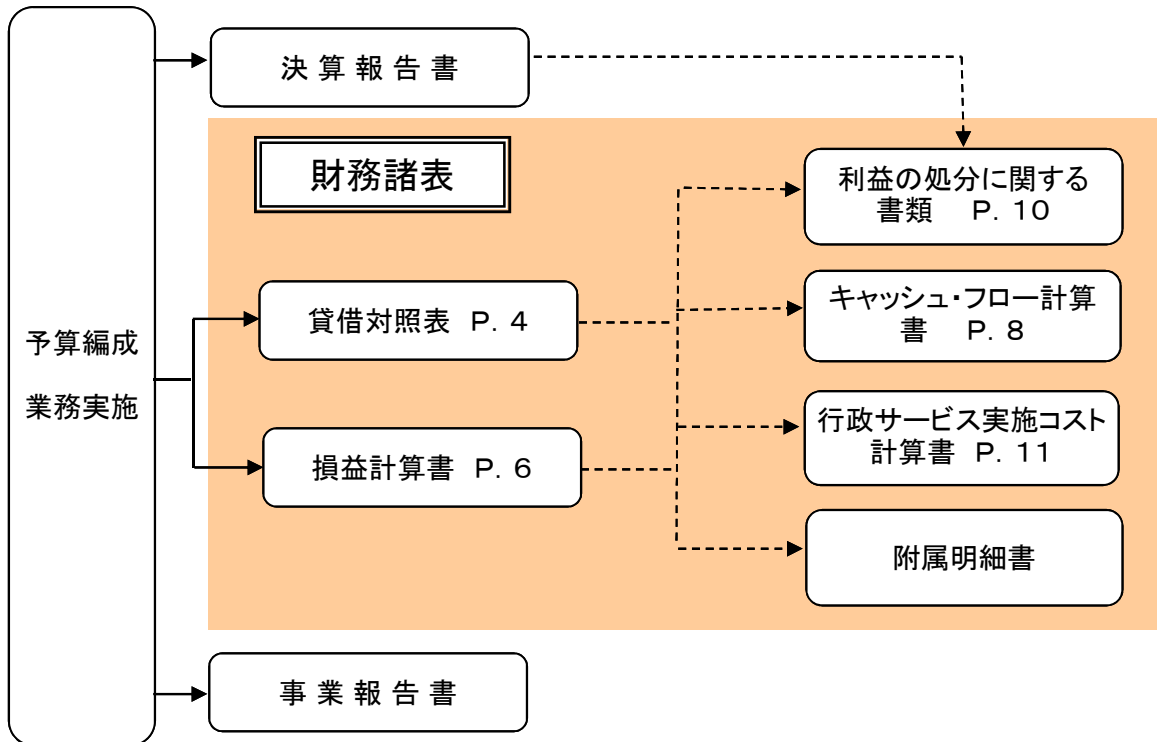 予算編成
業務実施
決 算 報 告 書
財務諸表
貸借対照表 Ｐ．４
損益計算書 Ｐ．６
利益の処分に関する
書類 Ｐ．１０
キャッシュ・フロー計算
書 Ｐ．８
行政サービス実施コスト
計算書 Ｐ．１１
附属明細書
事 業 報 告 書